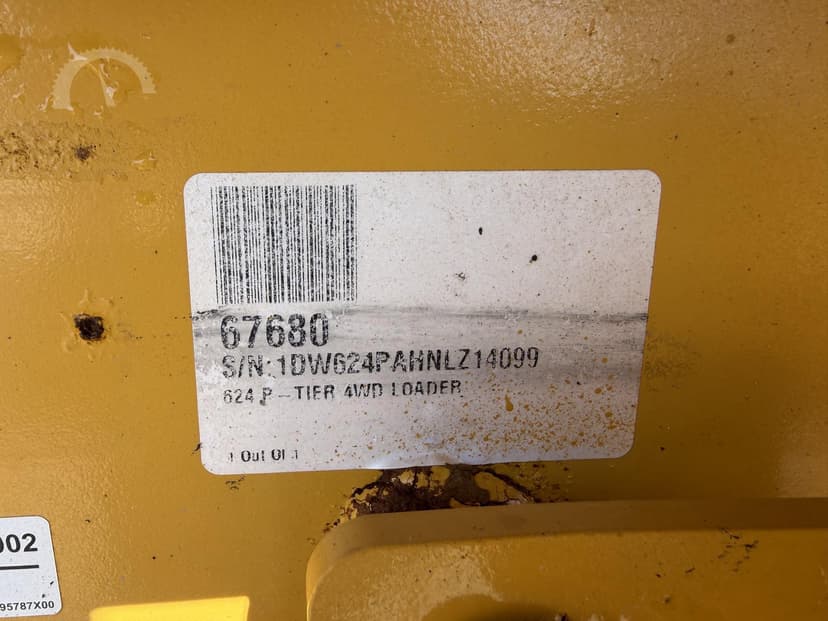 67680
S/N: 1DW624PAHNLZ14099
624 P-TIER 4WD LOADER
1 Out Of 1
002
95787X00